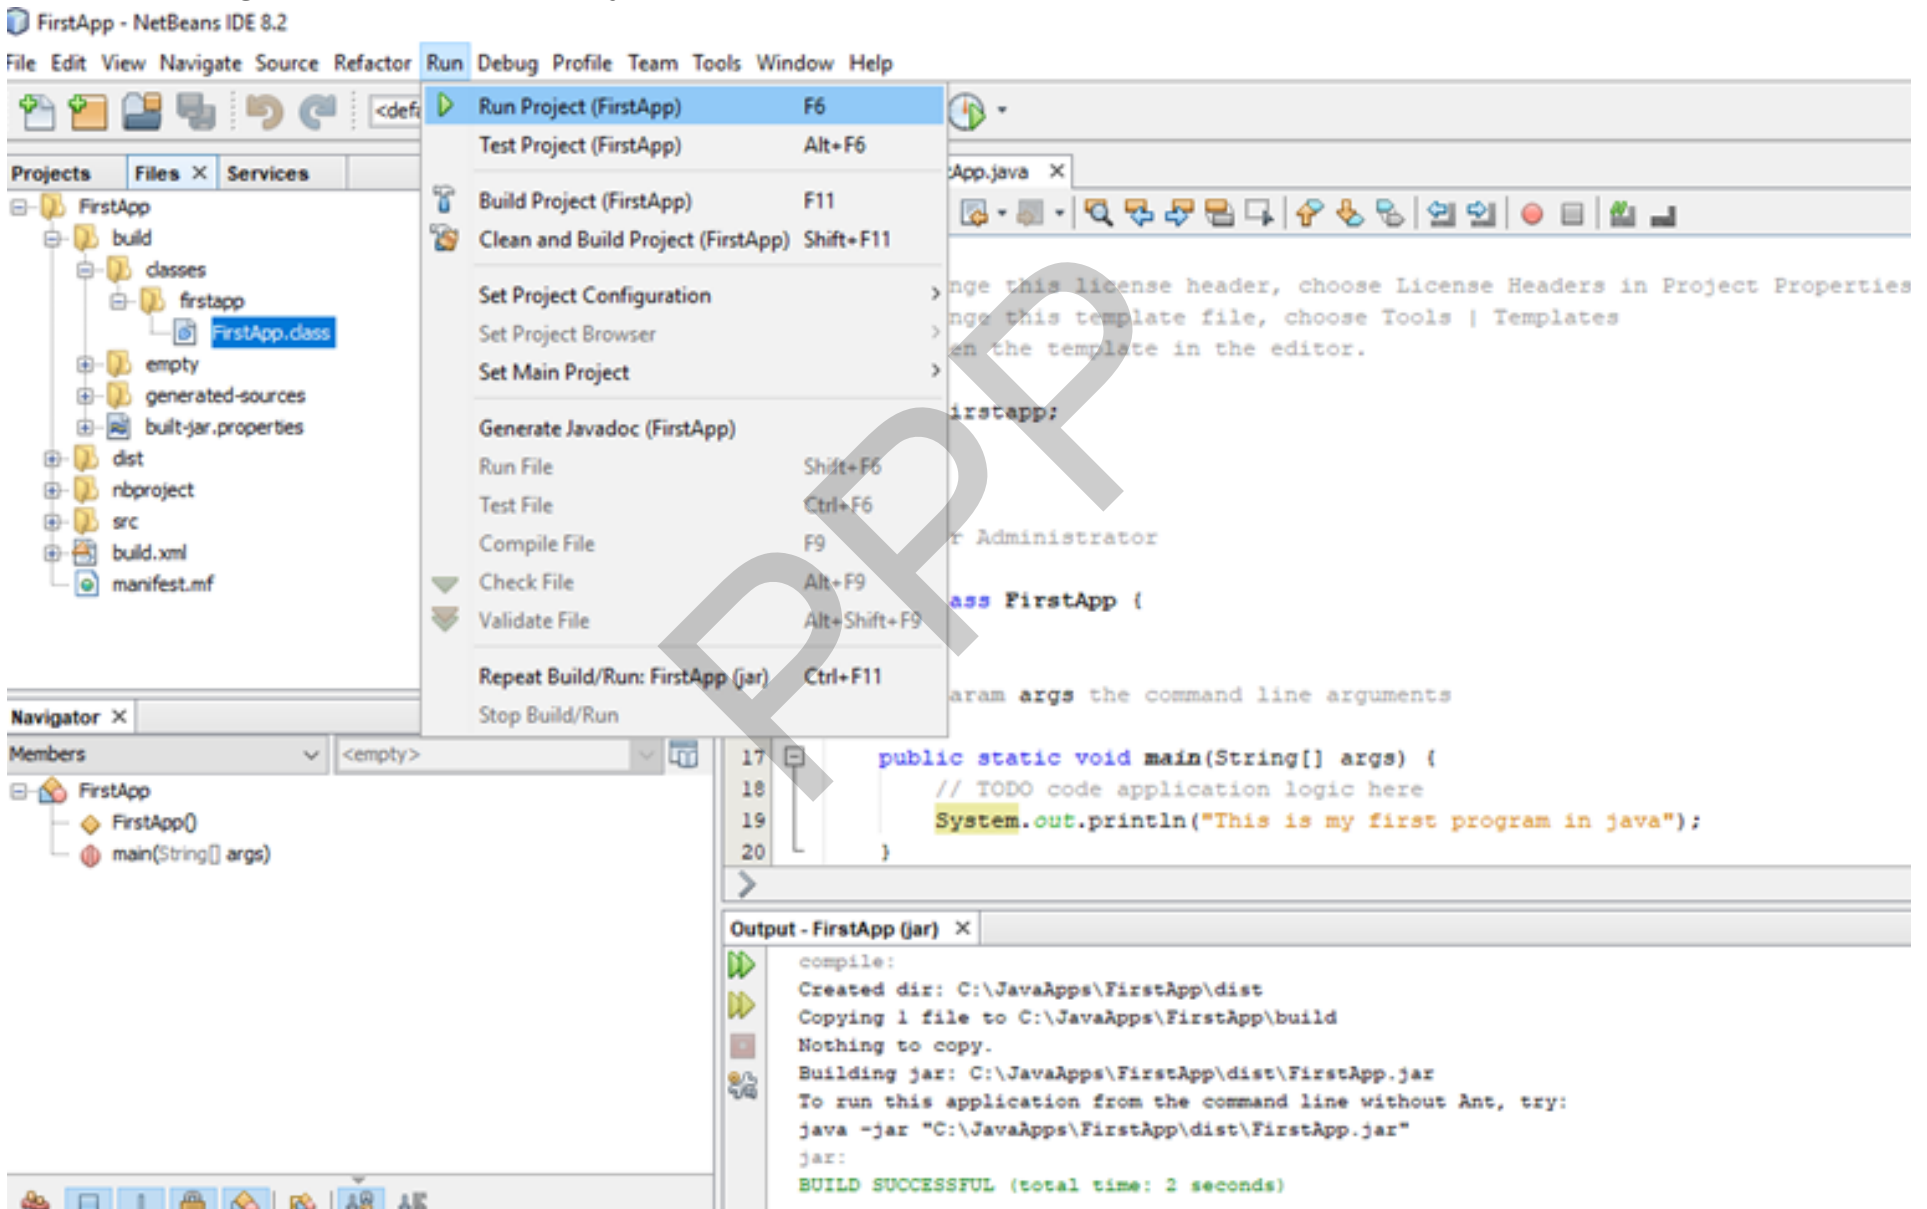 FirstApp - NetBeans IDE 8.2
File Edit View Navigate Source Refactor Run Debug Profile Team Tools Window Help
<defa
Run Project (FirstApp) F6
Test Project (FirstApp) Alt+F6
Build Project (FirstApp) F11
Clean and Build Project (FirstApp) Shift+F11
Set Project Configuration
Set Project Browser
Set Main Project
Generate Javadoc (FirstApp)
Run File Shift+F6
Test File Ctrl+F6
Compile File F9
Check File Alt+F9
Validate File Alt+Shift+F9
Repeat Build/Run: FirstApp (jar) Ctrl+F11
Stop Build/Run
Projects Files Services
FirstApp
build
classes
firstapp
FirstApp.class
empty
generated-sources
built-jar.properties
dist
nbproject
src
build.xml
manifest.mf
Navigator
Members <empty>
FirstApp
FirstApp()
main(String[] args)
tApp.java
nge this license header, choose License Headers in Project Properties
nge this template file, choose Tools | Templates
en the template in the editor.
irstapp;
r Administrator
ass FirstApp {
aram args the command line arguments
17 public static void main(String[] args) {
18 // TODO code application logic here
19 System.out.println("This is my first program in java");
20 }
Output - FirstApp (jar)
compile:
Created dir: C:\JavaApps\FirstApp\dist
Copying 1 file to C:\JavaApps\FirstApp\build
Nothing to copy.
Building jar: C:\JavaApps\FirstApp\dist\FirstApp.jar
To run this application from the command line without Ant, try:
java -jar "C:\JavaApps\FirstApp\dist\FirstApp.jar"
jar:
BUILD SUCCESSFUL (total time: 2 seconds)
PPP